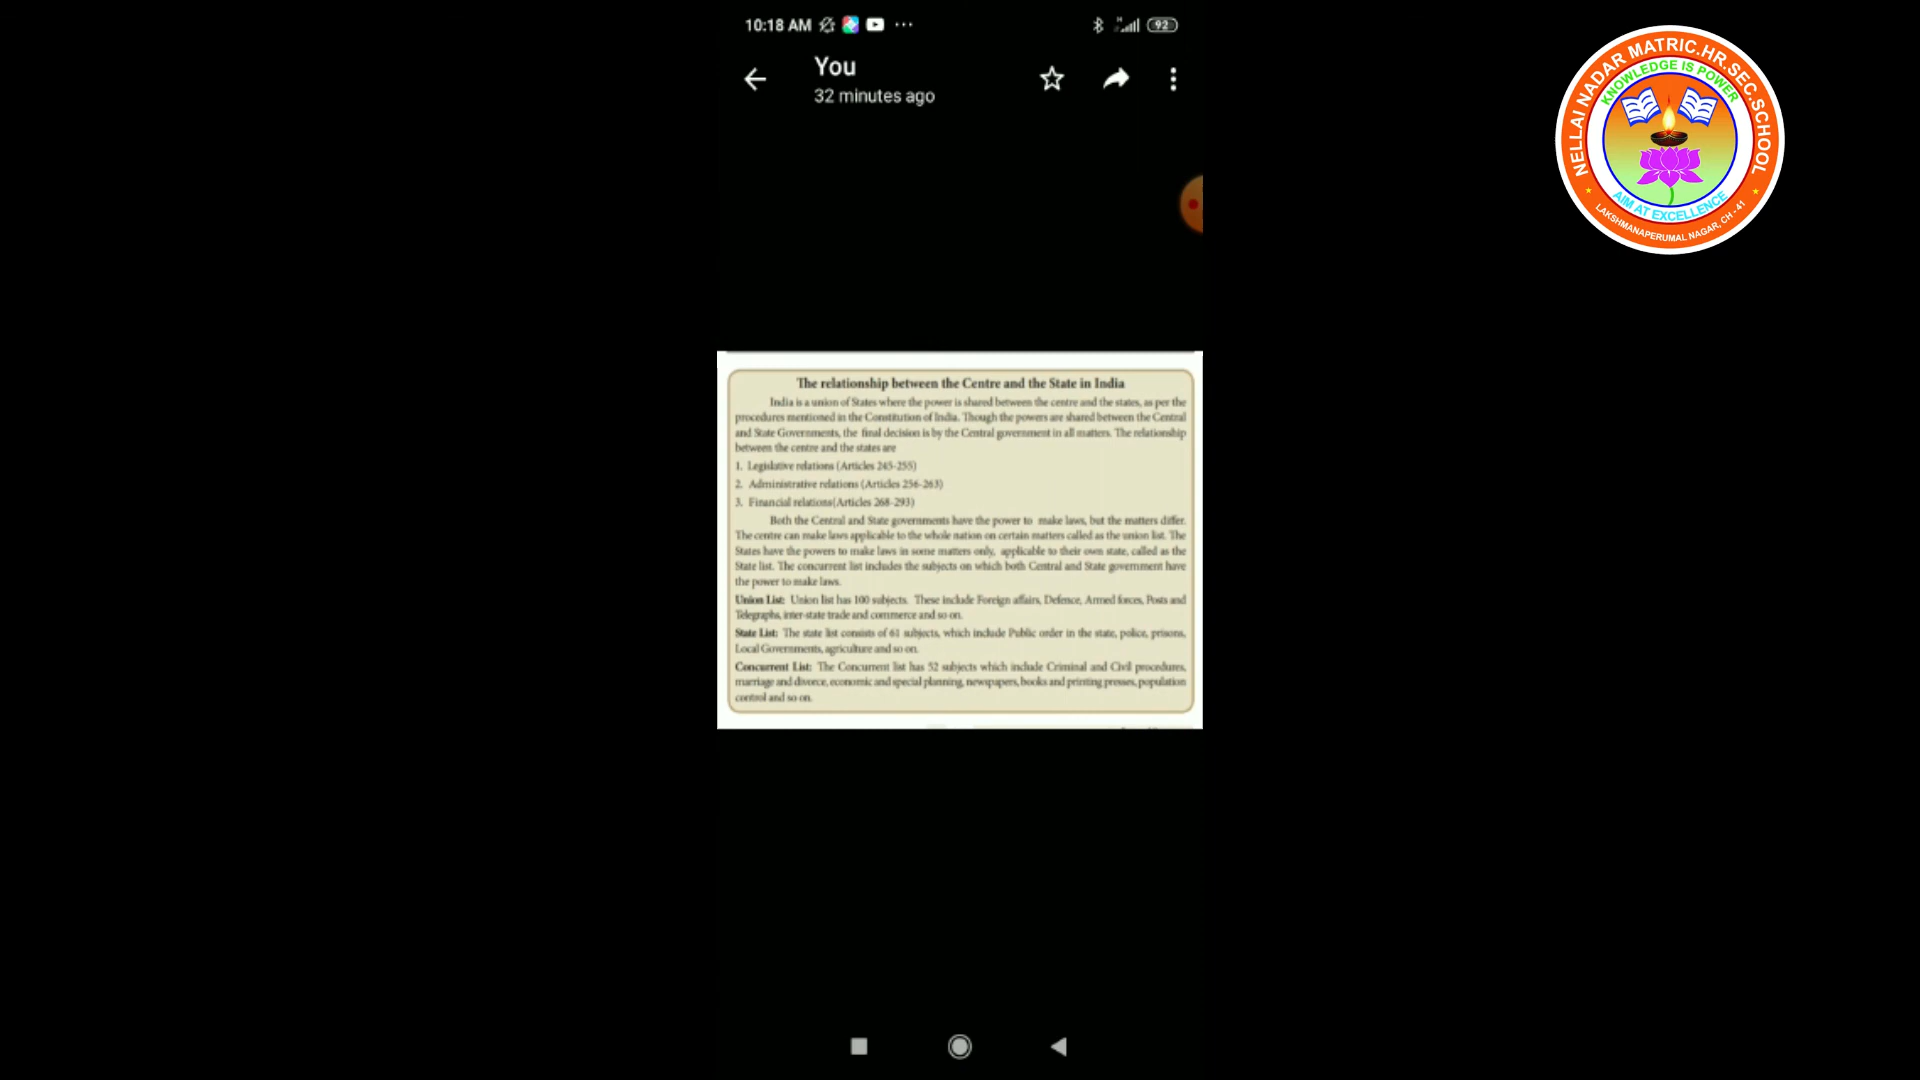 10:18 AM
92
You
32 minutes ago
NELLAI NADAR MATRIC.HR.SEC.SCHOOL
KNOWLEDGE IS POWER
AIM AT EXCELLENCE
LAKSHMANAPERUMAL NAGAR, CH - 41
The relationship between the Centre and the State in India
India is a union of States where the power is shared between the centre and the states, as per the
procedures mentioned in the Constitution of India. Though the powers are shared between the Central
and State Governments, the final decision is by the Central government in all matters. The relationship
between the centre and the states are
1. Legislative relations (Articles 245-255)
2. Administrative relations (Articles 256-263)
3. Financial relations(Articles 268-293)
Both the Central and State governments have the power to make laws, but the matters differ.
The centre can make laws applicable to the whole nation on certain matters called as the union list. The
States have the powers to make laws in some matters only, applicable to their own state, called as the
State list. The concurrent list includes the subjects on which both Central and State government have
the power to make laws.
Union List: Union list has 100 subjects. These include Foreign affairs, Defence, Armed forces, Posts and
Telegraphs, inter-state trade and commerce and so on.
State List: The state list consists of 61 subjects, which include Public order in the state, police, prisons,
Local Governments, agriculture and so on.
Concurrent List: The Concurrent list has 52 subjects which include Criminal and Civil procedures,
marriage and divorce, economic and special planning, newspapers, books and printing presses, population
control and so on.